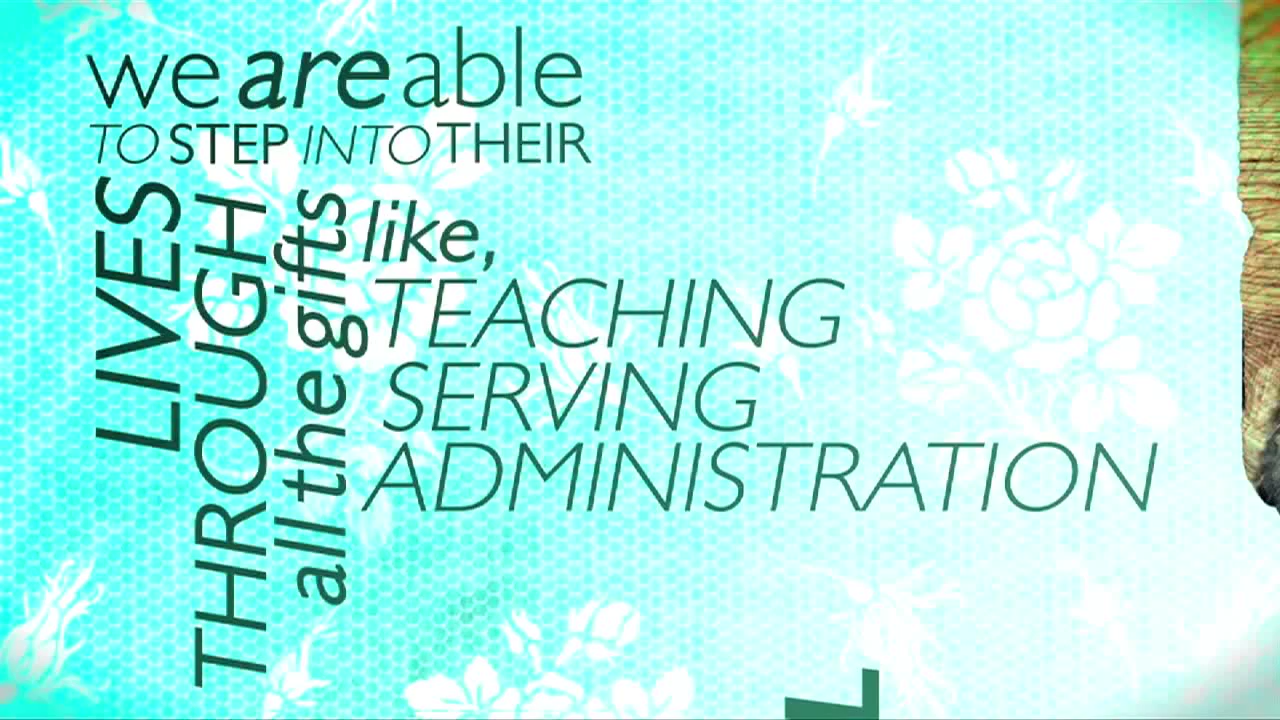 we are able
TO STEP INTO THEIR
LIVES
THROUGH
all the gifts
like,
TEACHING
SERVING
ADMINISTRATION